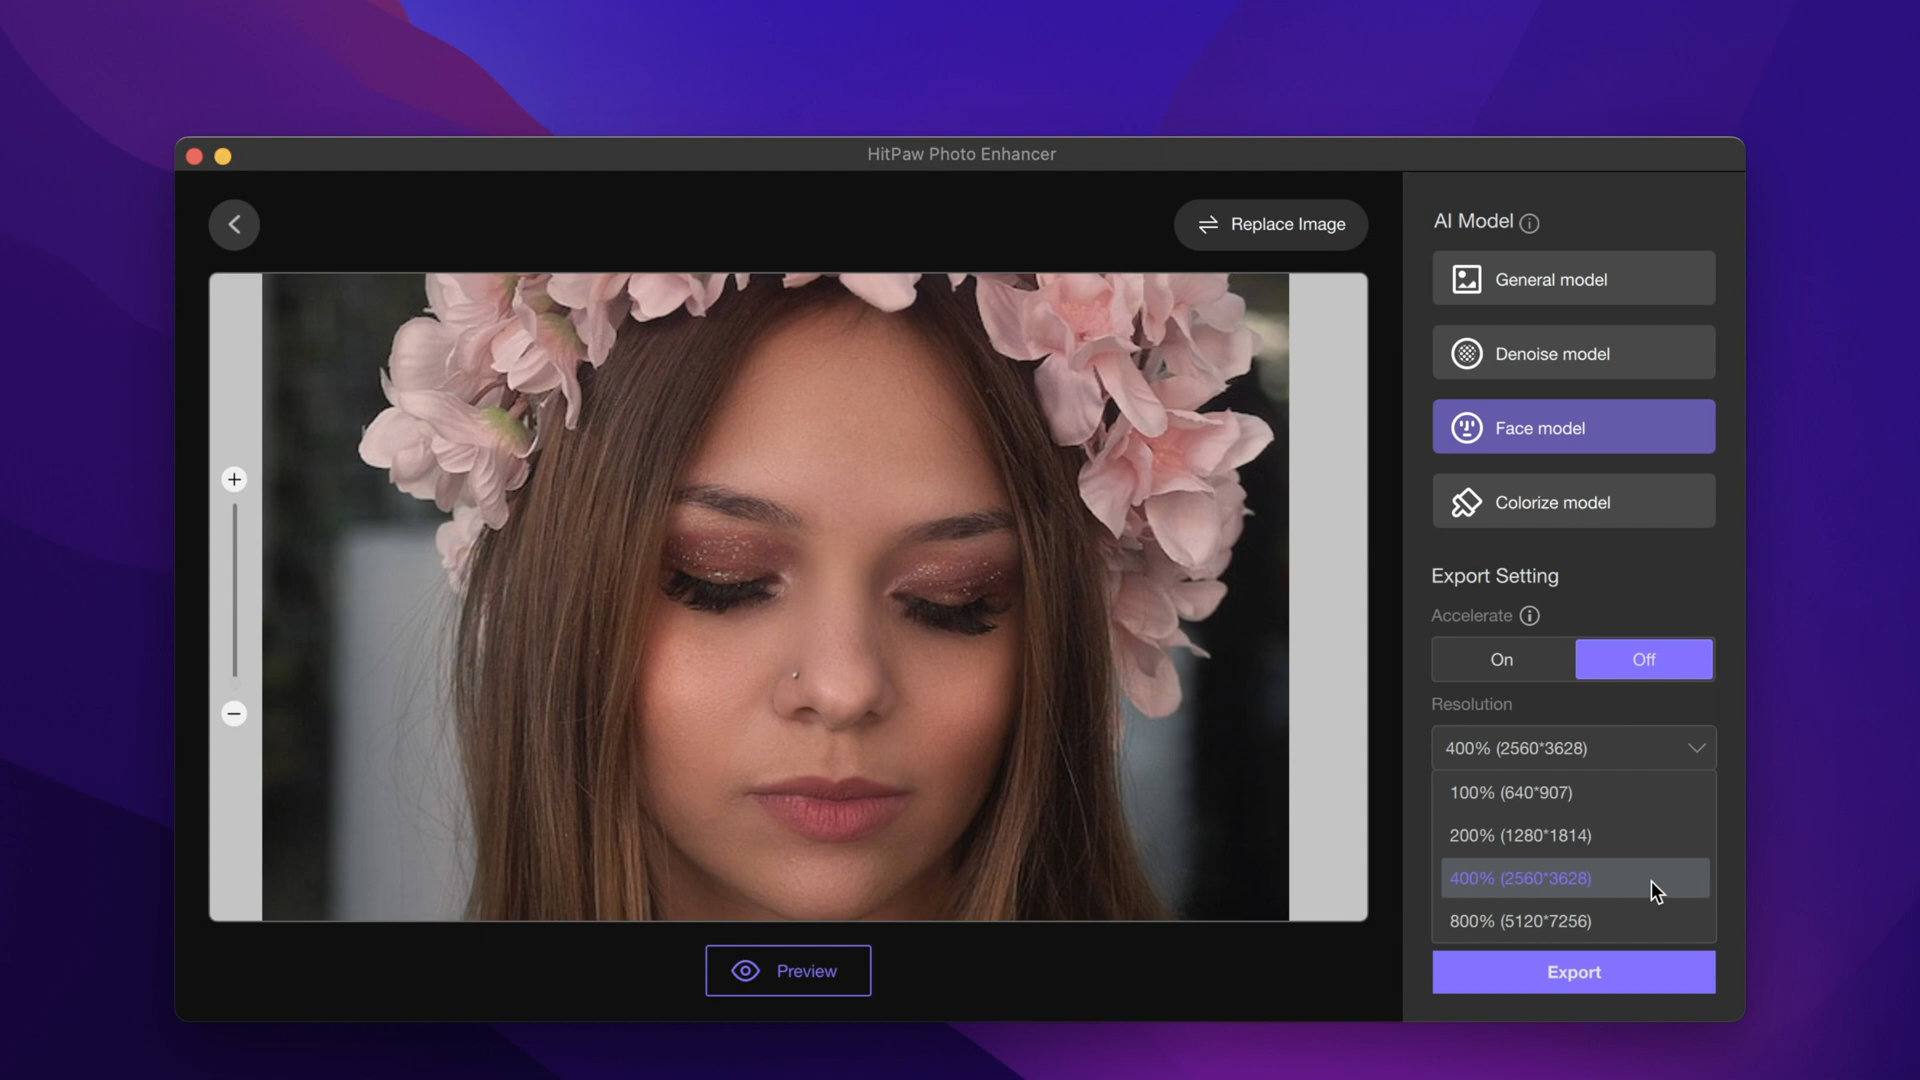 HitPaw Photo Enhancer
Replace Image
AI Model
General model
Denoise model
Face model
Colorize model
Export Setting
Accelerate
On
Off
Resolution
400% (2560*3628)
100% (640*907)
200% (1280*1814)
400% (2560*3628)
800% (5120*7256)
Preview
Export